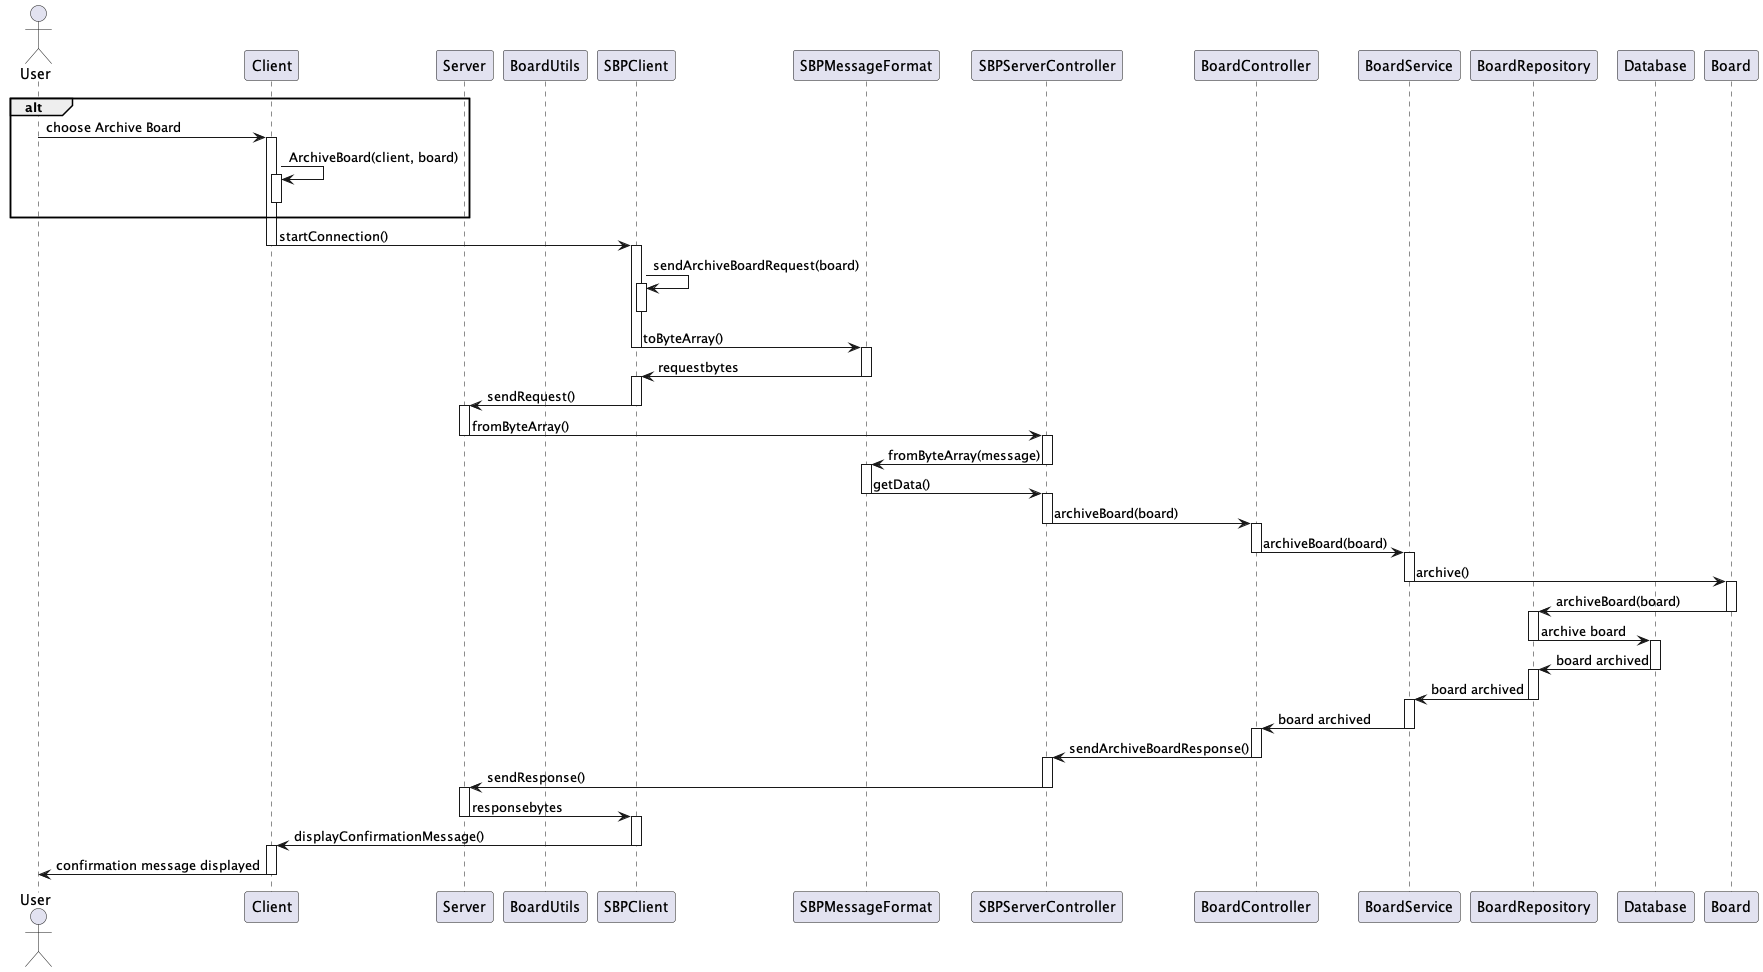 User
Client
Server
BoardUtils
SBPClient
SBPMessageFormat
SBPServerController
BoardController
BoardService
BoardRepository
Database
Board
alt
choose Archive Board
ArchiveBoard(client, board)
startConnection()
sendArchiveBoardRequest(board)
toByteArray()
requestbytes
sendRequest()
fromByteArray()
fromByteArray(message)
getData()
archiveBoard(board)
archiveBoard(board)
archive()
archiveBoard(board)
archive board
board archived
board archived
board archived
sendArchiveBoardResponse()
sendResponse()
responsebytes
displayConfirmationMessage()
confirmation message displayed
User
Client
Server
BoardUtils
SBPClient
SBPMessageFormat
SBPServerController
BoardController
BoardService
BoardRepository
Database
Board